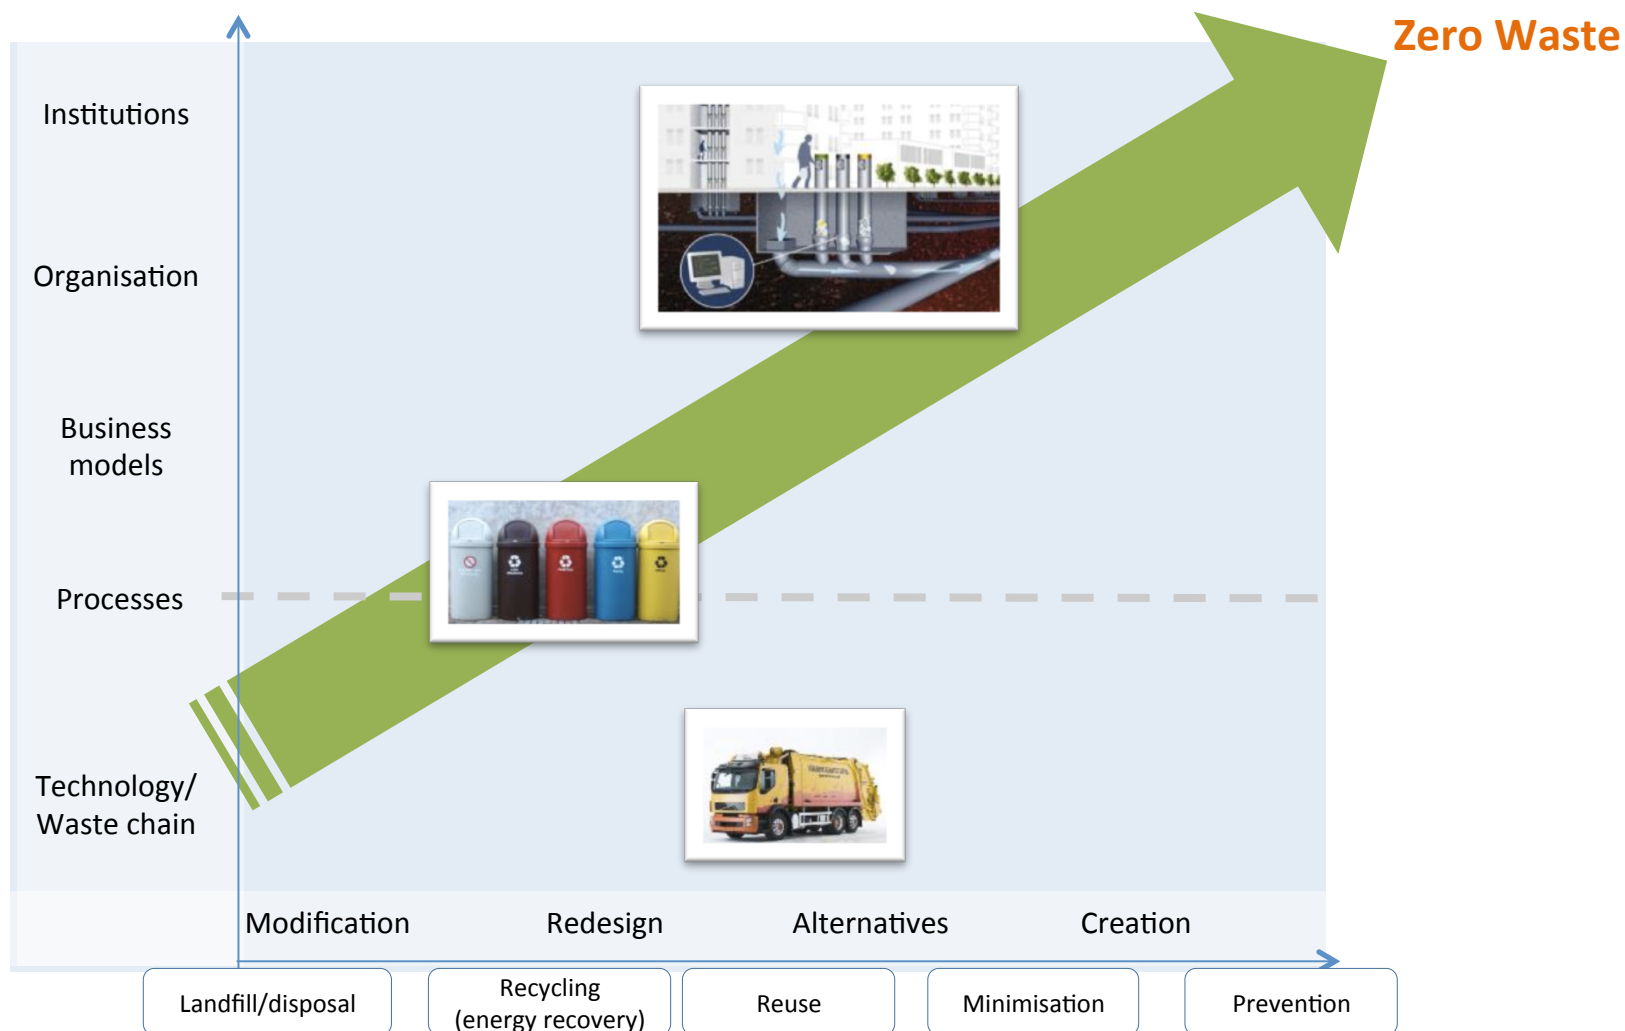 Zero Waste
Institutions
Organisation
Business
models
Processes
Technology/
Waste chain
Modification
Redesign
Alternatives
Creation
Landfill/disposal
Recycling
(energy recovery)
Reuse
Minimisation
Prevention